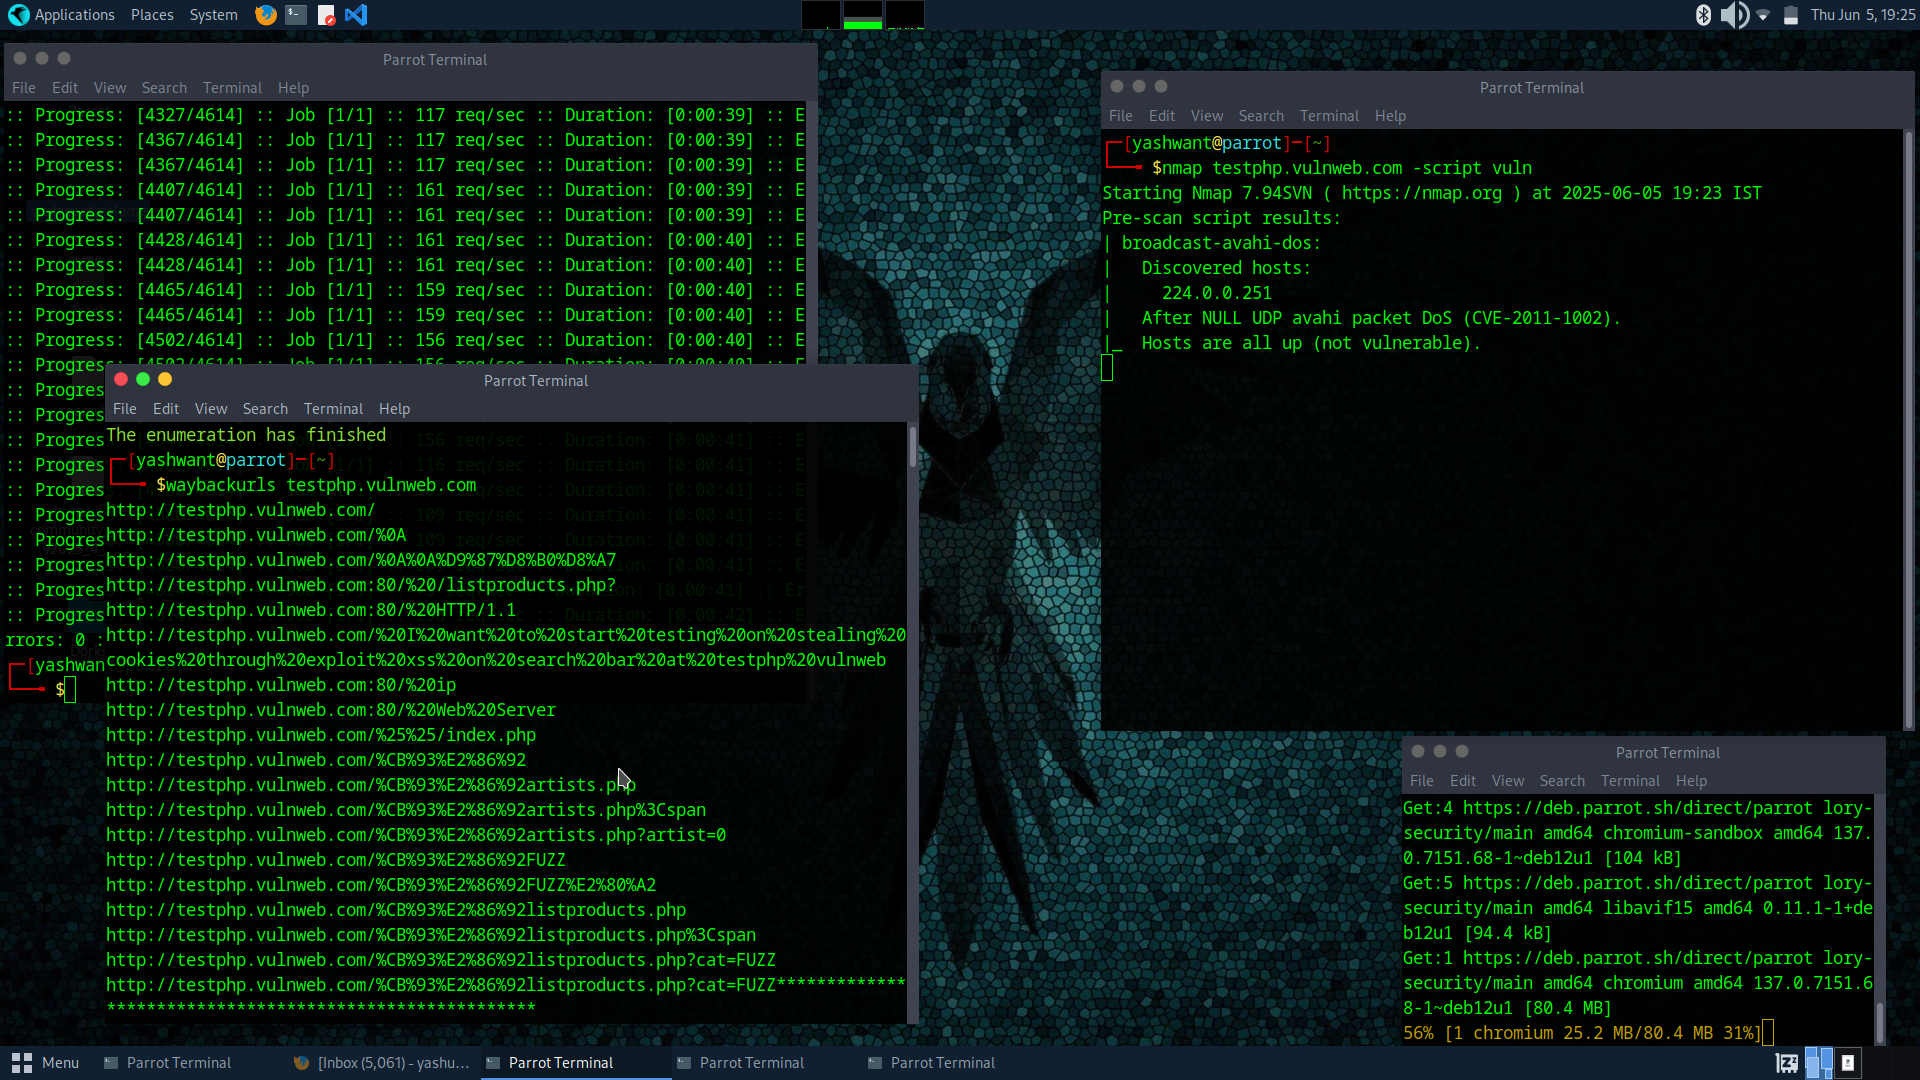 Applications Places System Thu Jun 5, 19:25
Parrot Terminal
File Edit View Search Terminal Help
:: Progress: [4327/4614] :: Job [1/1] :: 117 req/sec :: Duration: [0:00:39] :: E
:: Progress: [4367/4614] :: Job [1/1] :: 117 req/sec :: Duration: [0:00:39] :: E
:: Progress: [4367/4614] :: Job [1/1] :: 117 req/sec :: Duration: [0:00:39] :: E
:: Progress: [4407/4614] :: Job [1/1] :: 161 req/sec :: Duration: [0:00:39] :: E
:: Progress: [4407/4614] :: Job [1/1] :: 161 req/sec :: Duration: [0:00:39] :: E
:: Progress: [4428/4614] :: Job [1/1] :: 161 req/sec :: Duration: [0:00:40] :: E
:: Progress: [4428/4614] :: Job [1/1] :: 161 req/sec :: Duration: [0:00:40] :: E
:: Progress: [4465/4614] :: Job [1/1] :: 159 req/sec :: Duration: [0:00:40] :: E
:: Progress: [4465/4614] :: Job [1/1] :: 159 req/sec :: Duration: [0:00:40] :: E
:: Progress: [4502/4614] :: Job [1/1] :: 156 req/sec :: Duration: [0:00:40] :: E
:: Progress: [4502/4614] :: Job [1/1] :: 156 req/sec :: Duration: [0:00:40] :: E
:: Progres
:: Progres
:: Progres
:: Progres
:: Progres
:: Progres
:: Progres
:: Progres
:: Progres
:: Progres
rrors: 0 :
[yashwan
$
Parrot Terminal
File Edit View Search Terminal Help
The enumeration has finished
[yashwant@parrot]-[~]
$waybackurls testphp.vulnweb.com
http://testphp.vulnweb.com/
http://testphp.vulnweb.com/%0A
http://testphp.vulnweb.com/%0A%0A%D9%87%D8%B0%D8%A7
http://testphp.vulnweb.com:80/%20/listproducts.php?
http://testphp.vulnweb.com:80/%20HTTP/1.1
http://testphp.vulnweb.com/%20I%20want%20to%20start%20testing%20on%20stealing%20
cookies%20through%20exploit%20xss%20on%20search%20bar%20at%20testphp%20vulnweb
http://testphp.vulnweb.com:80/%20ip
http://testphp.vulnweb.com:80/%20Web%20Server
http://testphp.vulnweb.com/%25%25/index.php
http://testphp.vulnweb.com/%CB%93%E2%86%92
http://testphp.vulnweb.com/%CB%93%E2%86%92artists.php
http://testphp.vulnweb.com/%CB%93%E2%86%92artists.php%3Cspan
http://testphp.vulnweb.com/%CB%93%E2%86%92artists.php?artist=0
http://testphp.vulnweb.com/%CB%93%E2%86%92FUZZ
http://testphp.vulnweb.com/%CB%93%E2%86%92FUZZ%E2%80%A2
http://testphp.vulnweb.com/%CB%93%E2%86%92listproducts.php
http://testphp.vulnweb.com/%CB%93%E2%86%92listproducts.php%3Cspan
http://testphp.vulnweb.com/%CB%93%E2%86%92listproducts.php?cat=FUZZ
http://testphp.vulnweb.com/%CB%93%E2%86%92listproducts.php?cat=FUZZ*************
*******************************************
Parrot Terminal
File Edit View Search Terminal Help
[yashwant@parrot]-[~]
$nmap testphp.vulnweb.com -script vuln
Starting Nmap 7.94SVN ( https://nmap.org ) at 2025-06-05 19:23 IST
Pre-scan script results:
| broadcast-avahi-dos:
|   Discovered hosts:
|     224.0.0.251
|   After NULL UDP avahi packet DoS (CVE-2011-1002).
|_  Hosts are all up (not vulnerable).
Parrot Terminal
File Edit View Search Terminal Help
Get:4 https://deb.parrot.sh/direct/parrot lory-
security/main amd64 chromium-sandbox amd64 137.
0.7151.68-1~deb12u1 [104 kB]
Get:5 https://deb.parrot.sh/direct/parrot lory-
security/main amd64 libavif15 amd64 0.11.1-1+de
b12u1 [94.4 kB]
Get:1 https://deb.parrot.sh/direct/parrot lory-
security/main amd64 chromium amd64 137.0.7151.6
8-1~deb12u1 [80.4 MB]
56% [1 chromium 25.2 MB/80.4 MB 31%]
Menu Parrot Terminal [Inbox (5,061) - yashu... Parrot Terminal Parrot Terminal Parrot Terminal